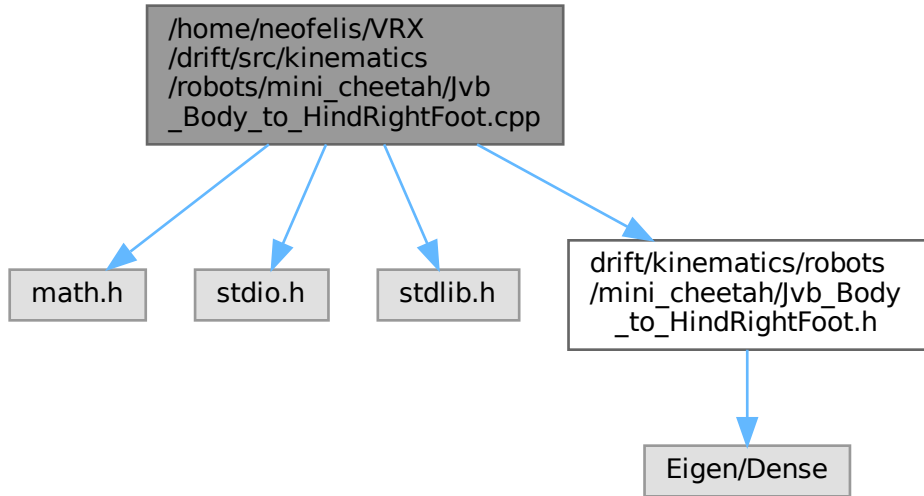 /home/neofelis/VRX
/drift/src/kinematics
/robots/mini_cheetah/Jvb
_Body_to_HindRightFoot.cpp
math.h
stdio.h
stdlib.h
drift/kinematics/robots
/mini_cheetah/Jvb_Body
_to_HindRightFoot.h
Eigen/Dense